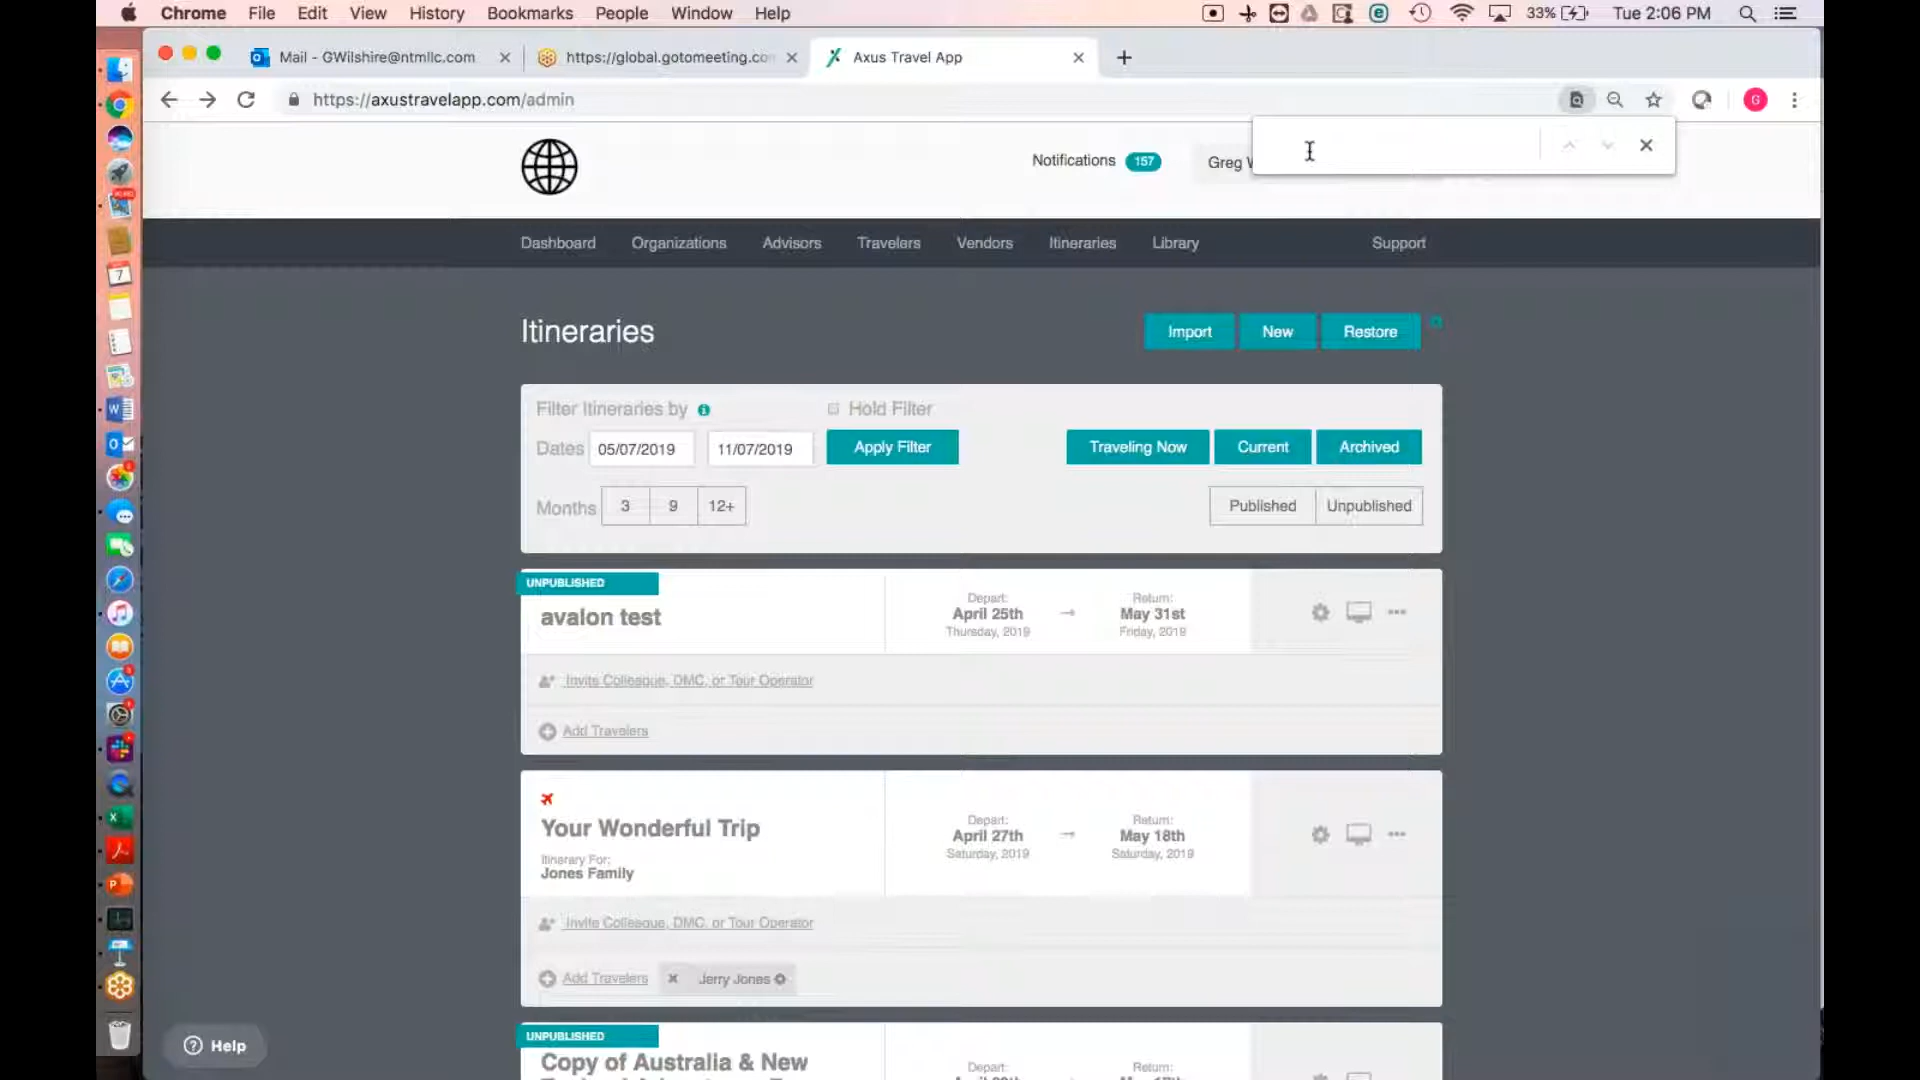 Chrome File Edit View History Bookmarks People Window Help 33% Tue 2:06 PM
Mail - GWilshire@ntmllc.com https://global.gotomeeting.co Axus Travel App
https://axustravelapp.com/admin G
Notifications 157 Greg W
Dashboard Organizations Advisors Travelers Vendors Itineraries Library Support
Itineraries Import New Restore
Filter Itineraries by Hold Filter
Dates 05/07/2019 11/07/2019 Apply Filter Traveling Now Current Archived
Months 3 9 12+ Published Unpublished
UNPUBLISHED
avalon test
Depart: Return:
April 25th → May 31st
Thursday, 2019 Friday, 2019
Invite Colleague, DMC, or Tour Operator
Add Travelers
Your Wonderful Trip
Itinerary For:
Jones Family
Depart: Return:
April 27th → May 18th
Saturday, 2019 Saturday, 2019
Invite Colleague, DMC, or Tour Operator
Add Travelers Jerry Jones
UNPUBLISHED
Copy of Australia & New
Depart: Return:
Help